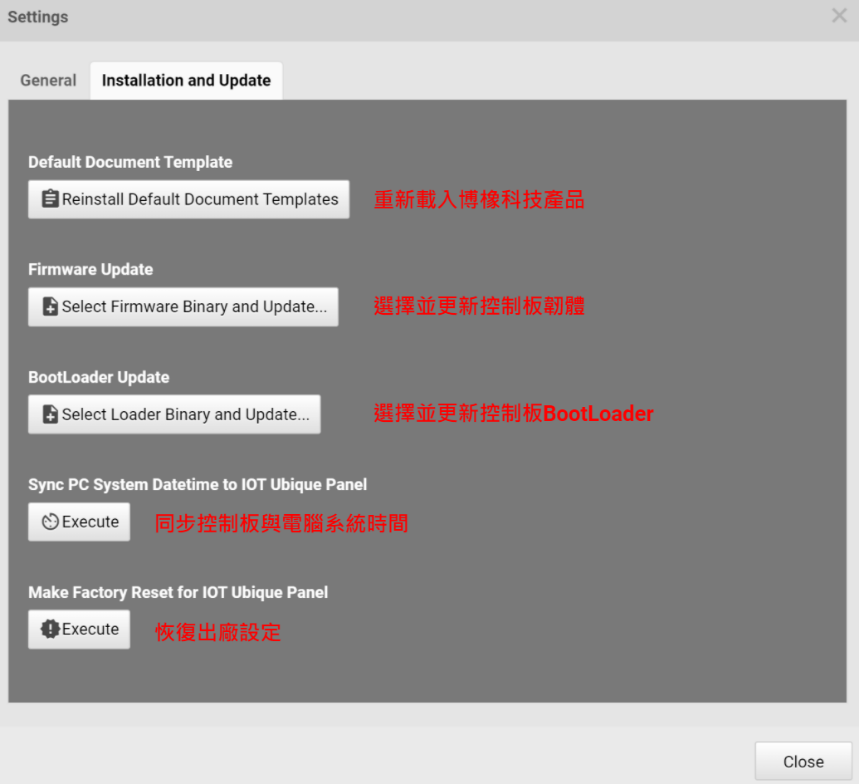 Settings
General
Installation and Update
Default Document Template
Reinstall Default Document Templates
重新載入博橡科技產品
Firmware Update
Select Firmware Binary and Update...
選擇並更新控制板韌體
BootLoader Update
Select Loader Binary and Update...
選擇並更新控制板BootLoader
Sync PC System Datetime to IOT Ubique Panel
Execute
同步控制板與電腦系統時間
Make Factory Reset for IOT Ubique Panel
Execute
恢復出廠設定
Close